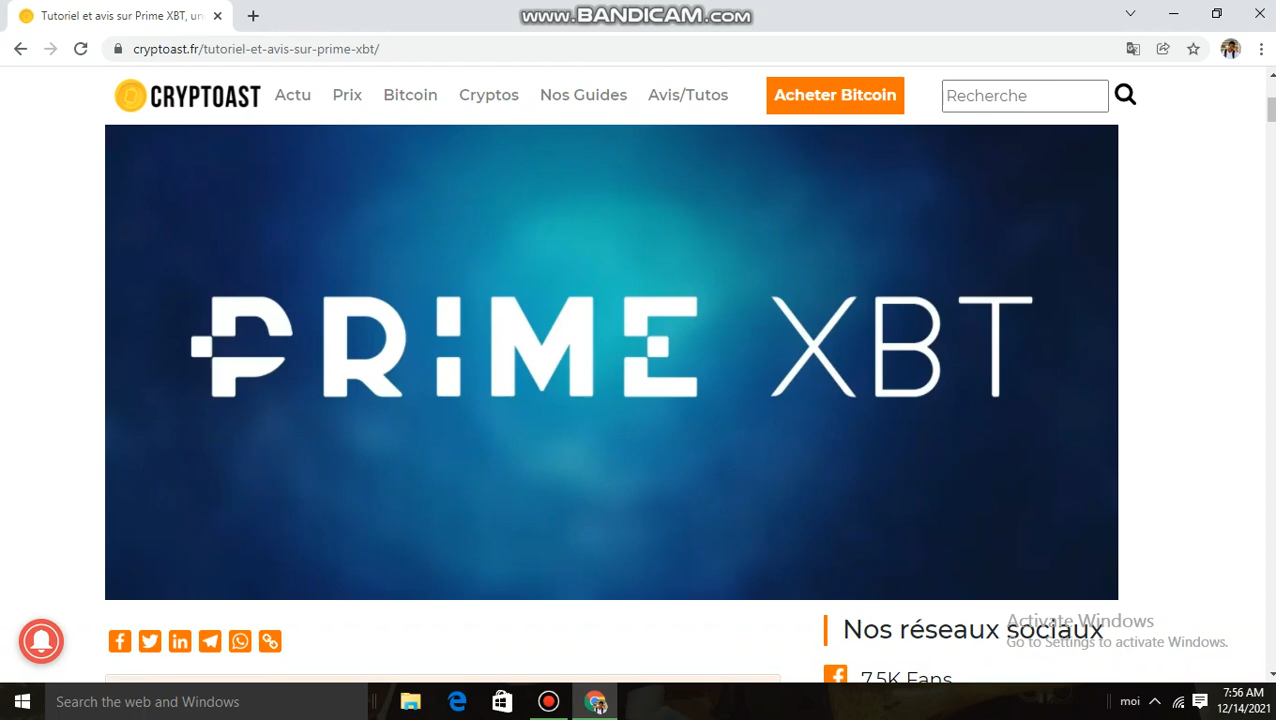 www.BANDICAM.com
Tutoriel et avis sur Prime XBT, un
cryptoast.fr/tutoriel-et-avis-sur-prime-xbt/
CRYPTOAST Actu Prix Bitcoin Cryptos Nos Guides Avis/Tutos Acheter Bitcoin Recherche
PRIME XBT
Nos réseaux sociaux
Activate Windows
Go to Settings to activate Windows.
7.5K Fans
Search the web and Windows
moi
7:56 AM
12/14/2021